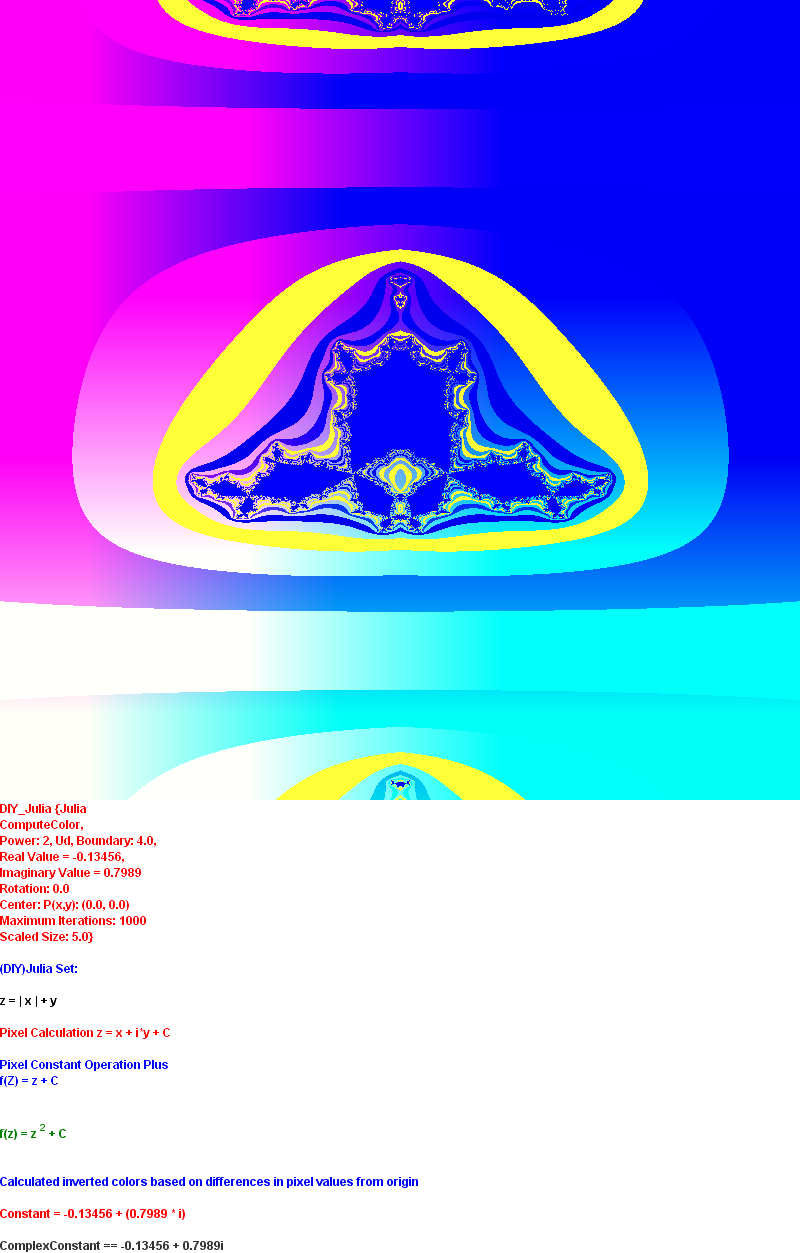 DIY_Julia {Julia
ComputeColor,
Power: 2, Ud, Boundary: 4.0,
Real Value = -0.13456,
Imaginary Value = 0.7989
Rotation: 0.0
Center: P(x,y): (0.0, 0.0)
Maximum Iterations: 1000
Scaled Size: 5.0}
(DIY)Julia Set:
z = | x | + y
Pixel Calculation z = x + i*y + C
Pixel Constant Operation Plus
f(Z) = z + C
f(z) = z 2 + C
Calculated inverted colors based on differences in pixel values from origin
Constant = -0.13456 + (0.7989 * i)
ComplexConstant == -0.13456 + 0.7989i